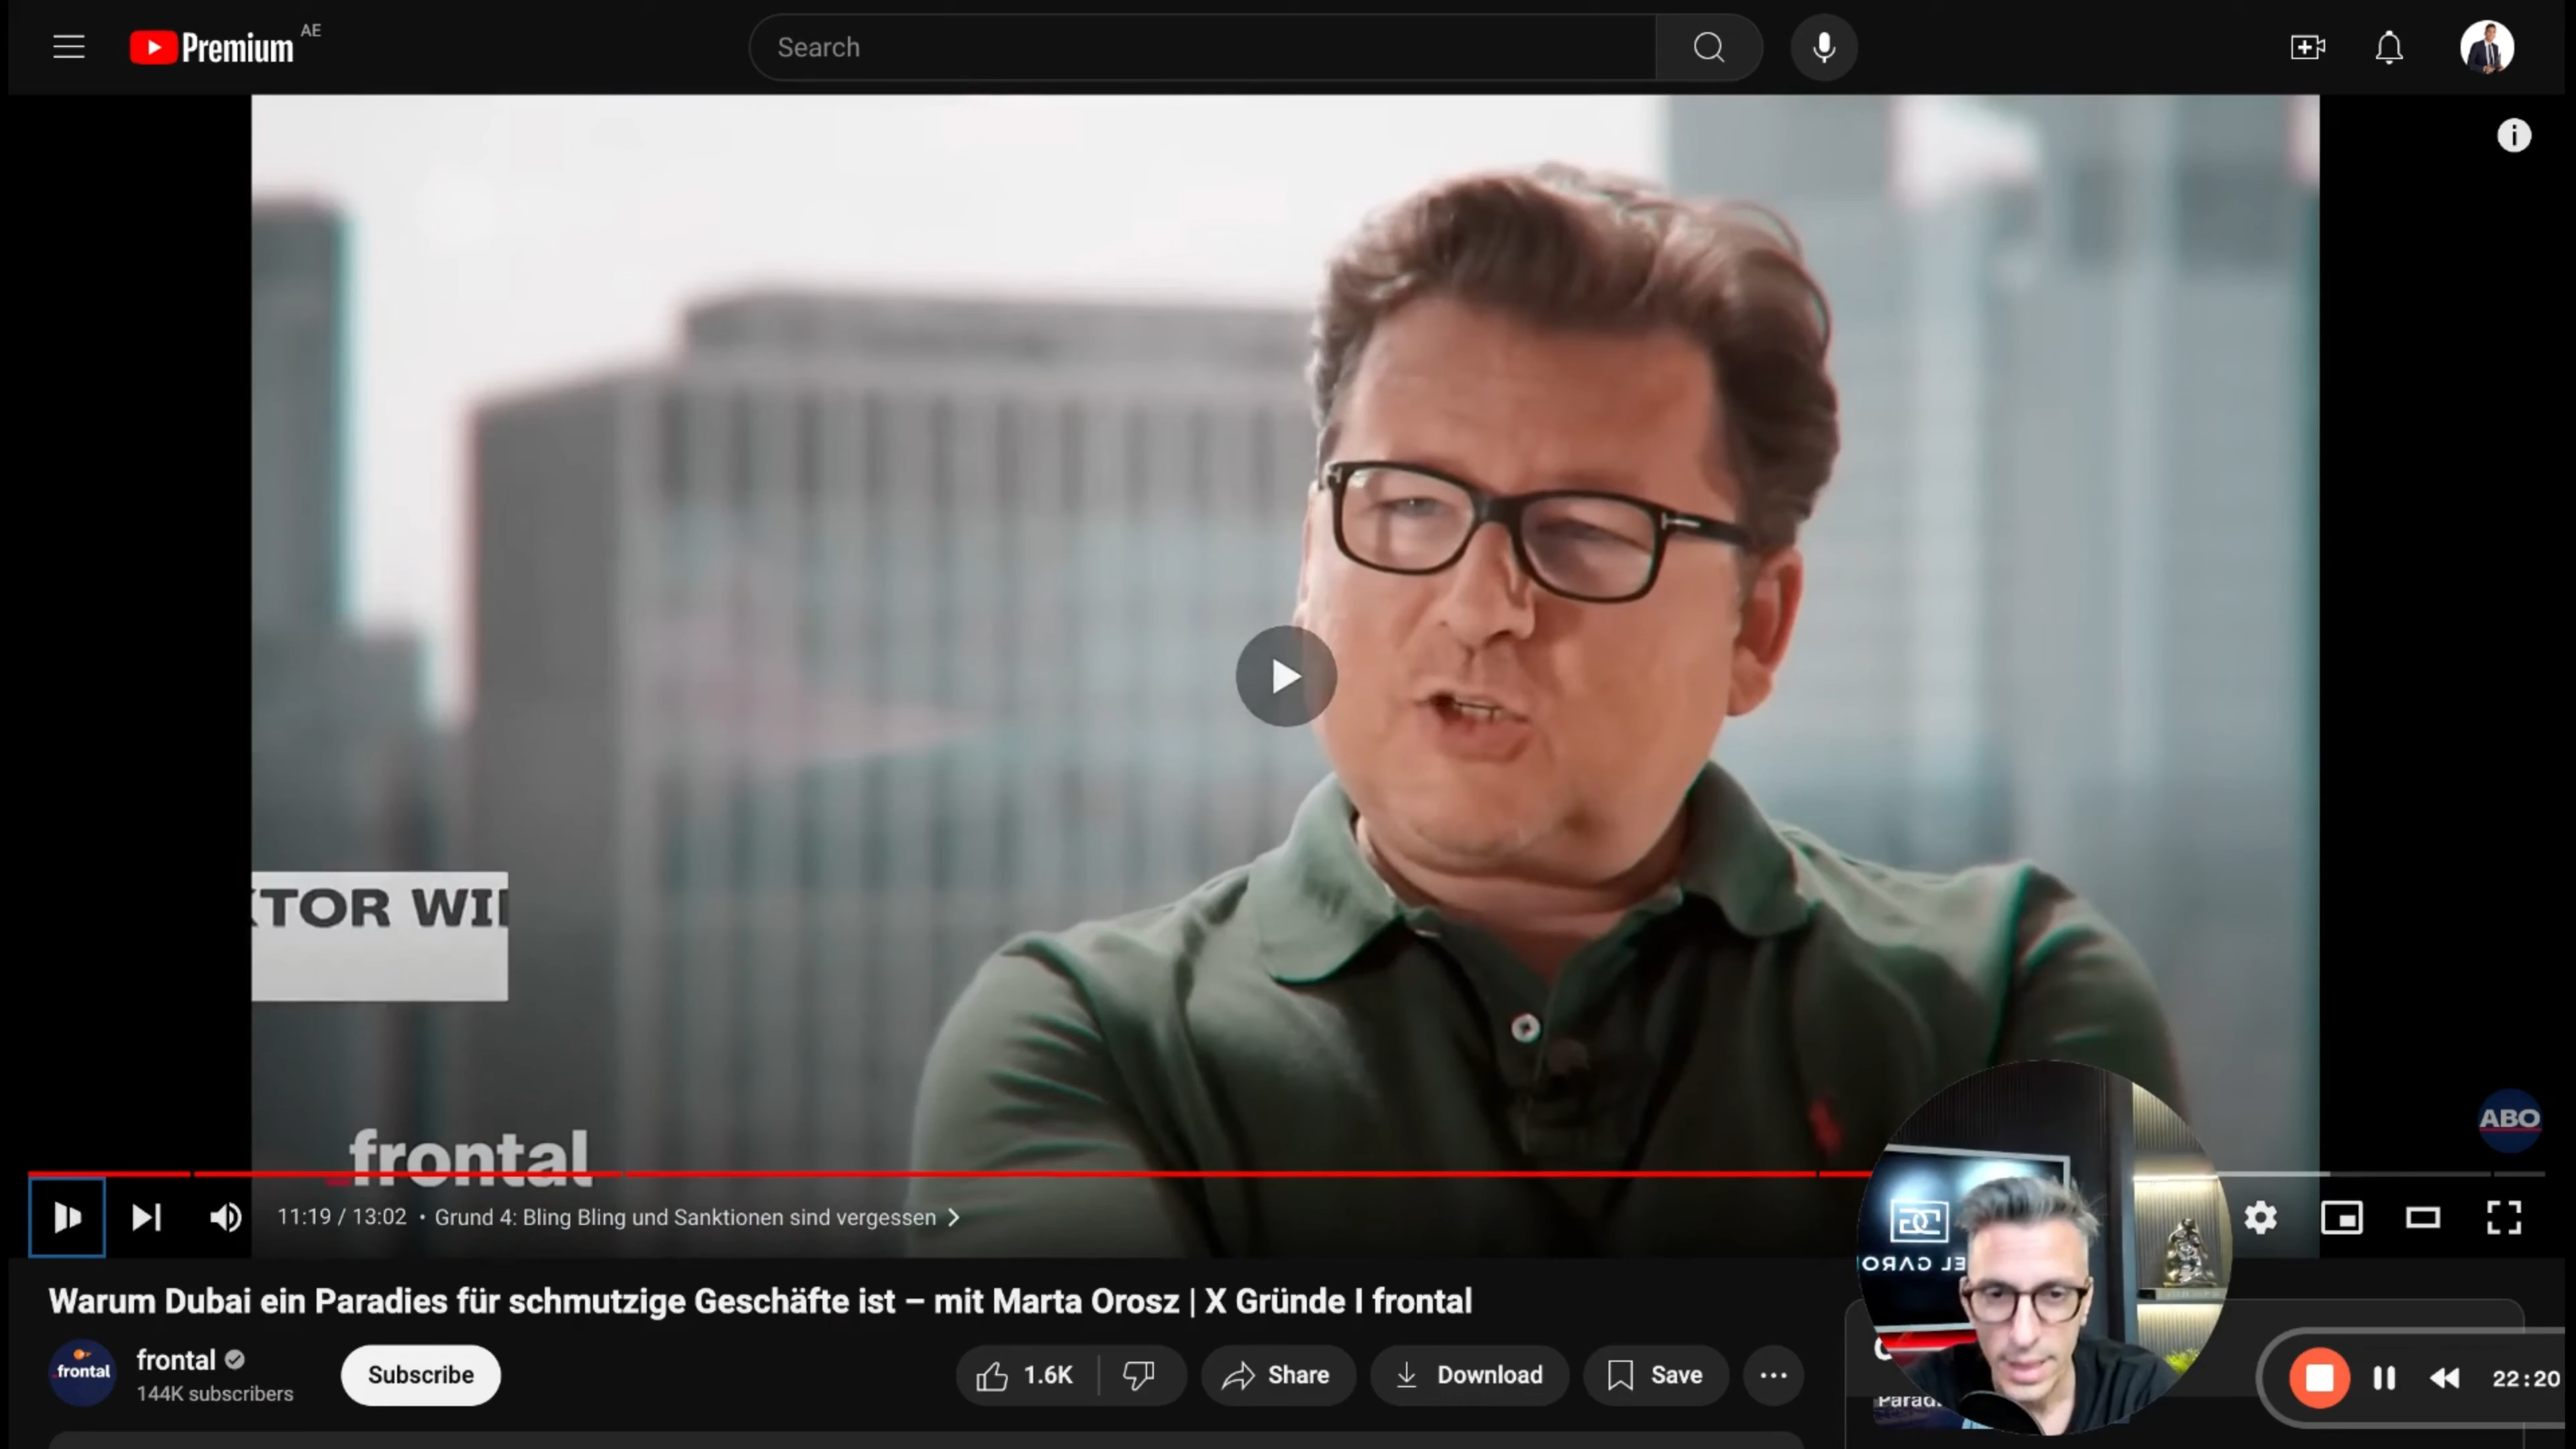 Premium AE
Search
KTOR WI
frontal
ABO
11:19 / 13:02 • Grund 4: Bling Bling und Sanktionen sind vergessen
Warum Dubai ein Paradies für schmutzige Geschäfte ist – mit Marta Orosz | X Gründe I frontal
frontal
frontal
144K subscribers
Subscribe
1.6K
Share
Download
Save
Parad
22:20